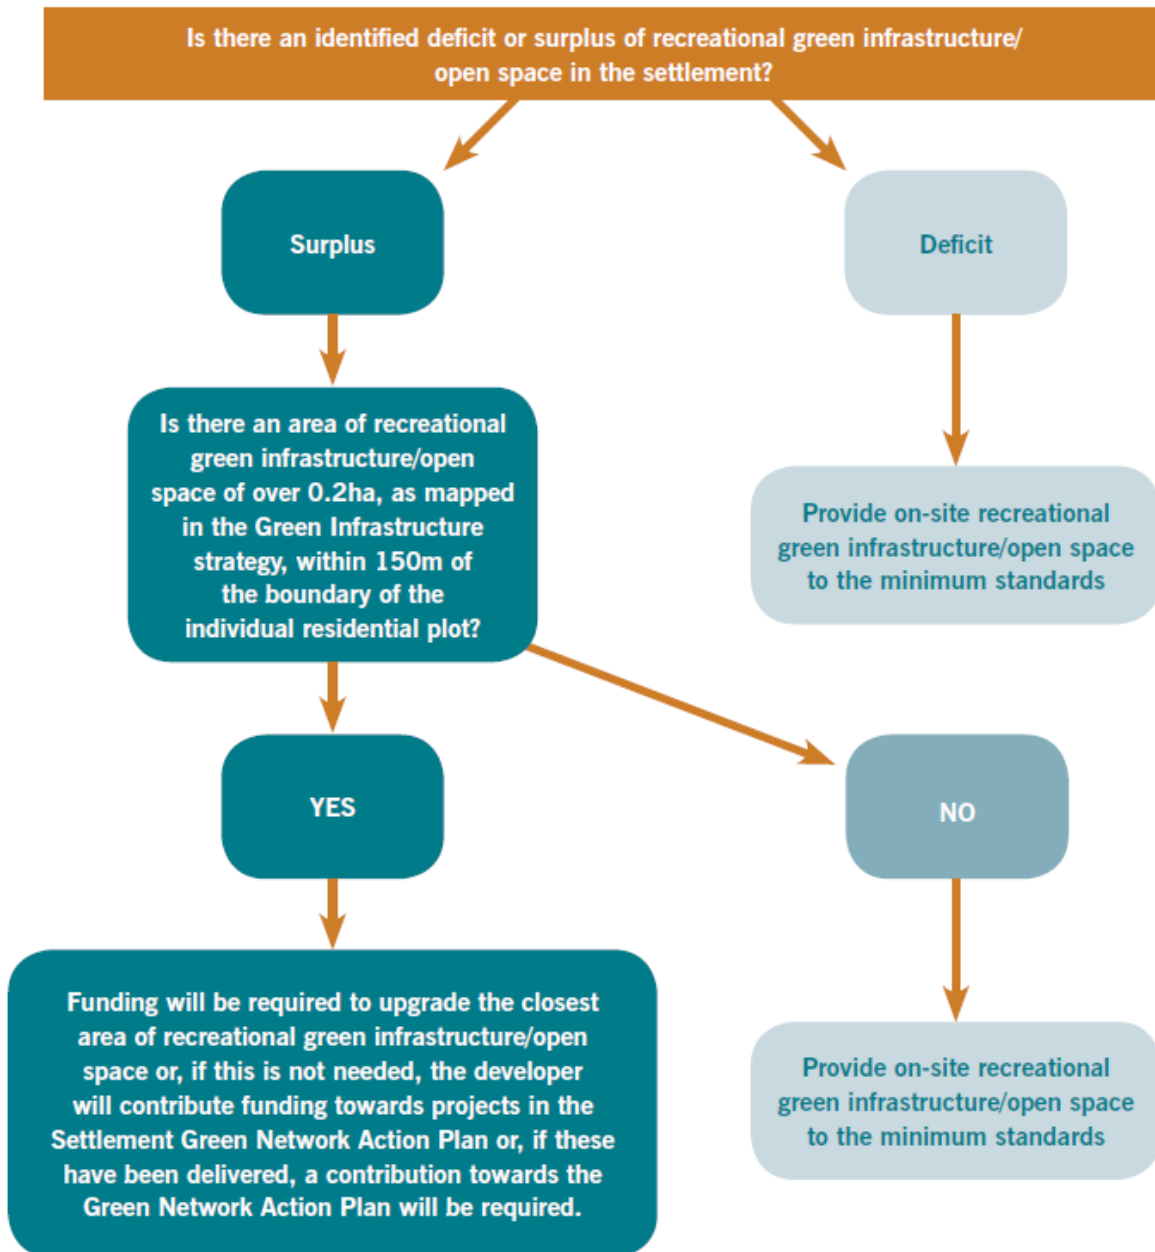 Is there an identified deficit or surplus of recreational green infrastructure/
open space in the settlement?
Surplus
Deficit
Is there an area of recreational
green infrastructure/open
space of over 0.2ha, as mapped
in the Green Infrastructure
strategy, within 150m of
the boundary of the
individual residential plot?
Provide on-site recreational
green infrastructure/open space
to the minimum standards
YES
NO
Funding will be required to upgrade the closest
area of recreational green infrastructure/open
space or, if this is not needed, the developer
will contribute funding towards projects in the
Settlement Green Network Action Plan or, if these
have been delivered, a contribution towards the
Green Network Action Plan will be required.
Provide on-site recreational
green infrastructure/open space
to the minimum standards